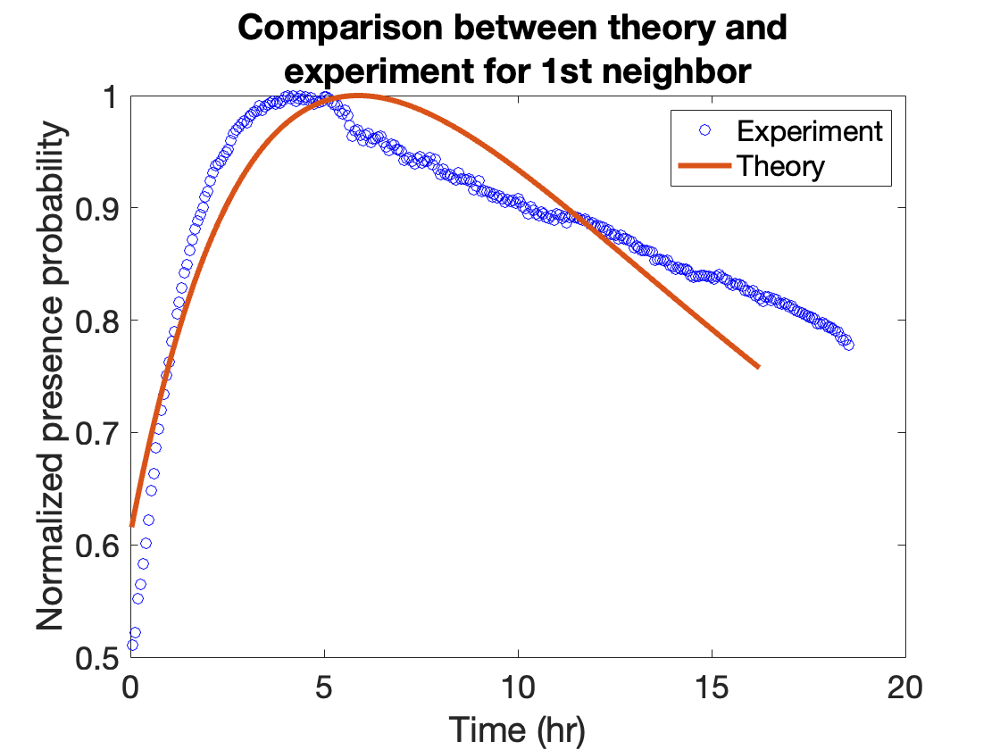 Comparison between theory and
experiment for 1st neighbor
Normalized presence probability
1
0.9
0.8
0.7
0.6
0.5
Experiment
Theory
0
5
10
15
20
Time (hr)